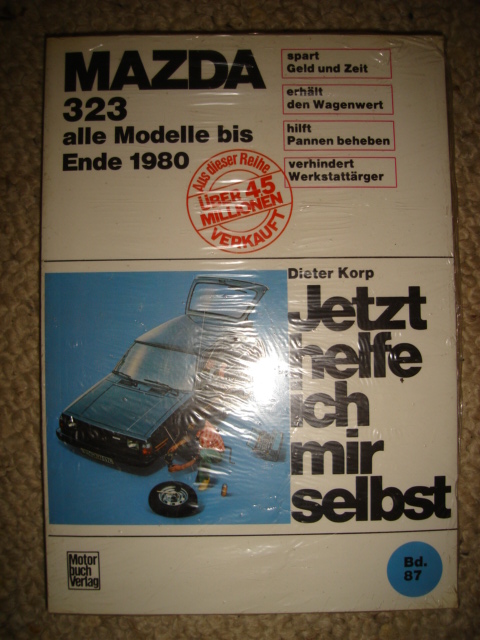 MAZDA
323
alle Modelle bis
Ende 1980
spart
Geld und Zeit
erhält
den Wagenwert
hilft
Pannen beheben
verhindert
Werkstattärger
Aus dieser Reihe
ÜBER 4,5
MILLIONEN
VERKAUFT
Dieter Korp
Jetzt
helfe
ich
mir
selbst
Motor
buch
Verlag
Bd.
87